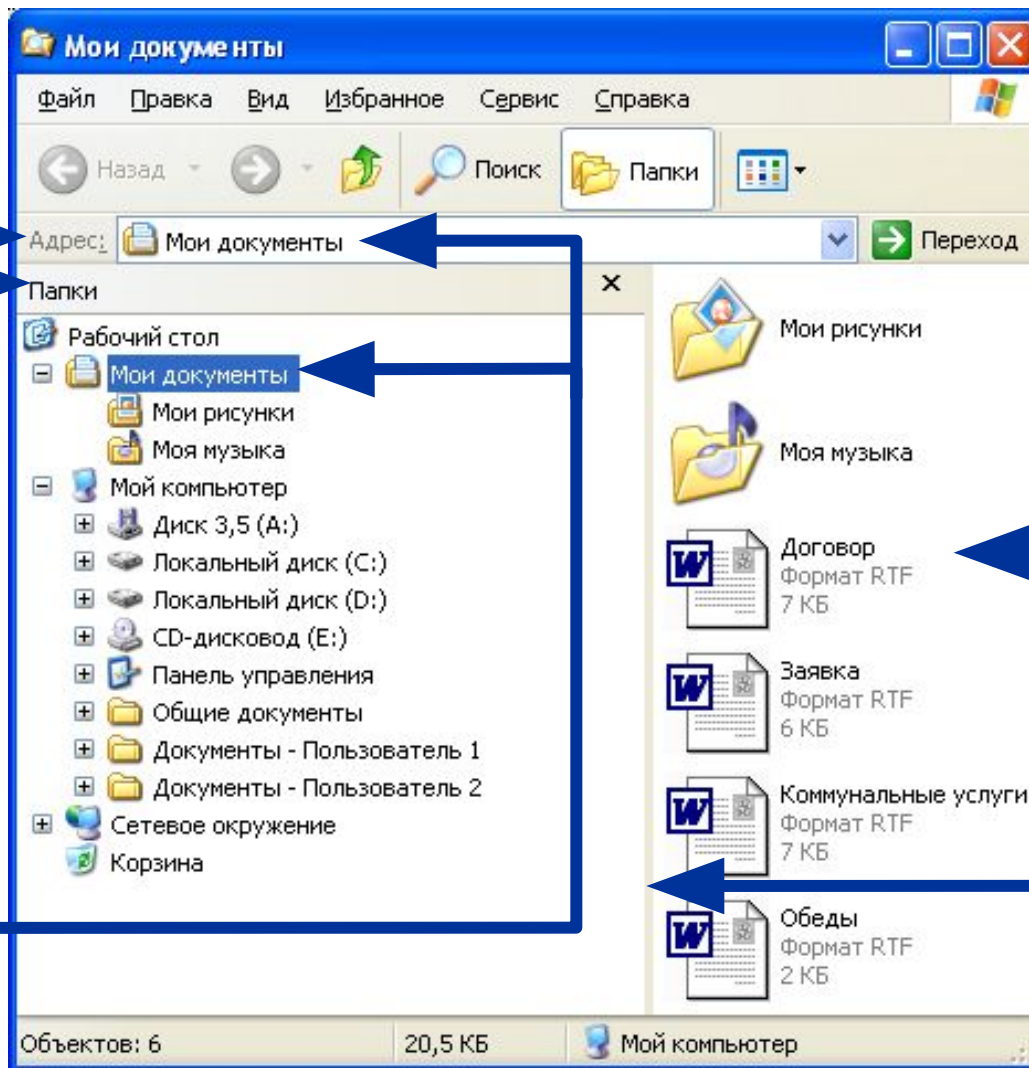 Мои документы
Файл Правка Вид Избранное Сервис Справка
Назад Поиск Папки
Адрес: Мои документы Переход
Папки
Рабочий стол
Мои документы
Мои рисунки
Моя музыка
Мой компьютер
Диск 3,5 (A:)
Локальный диск (C:)
Локальный диск (D:)
CD-дисковод (E:)
Панель управления
Общие документы
Документы - Пользователь 1
Документы - Пользователь 2
Сетевое окружение
Корзина
Мои рисунки
Моя музыка
Договор
Формат RTF
7 КБ
Заявка
Формат RTF
6 КБ
Коммунальные услуги
Формат RTF
7 КБ
Обеды
Формат RTF
2 КБ
Объектов: 6 20,5 КБ Мой компьютер